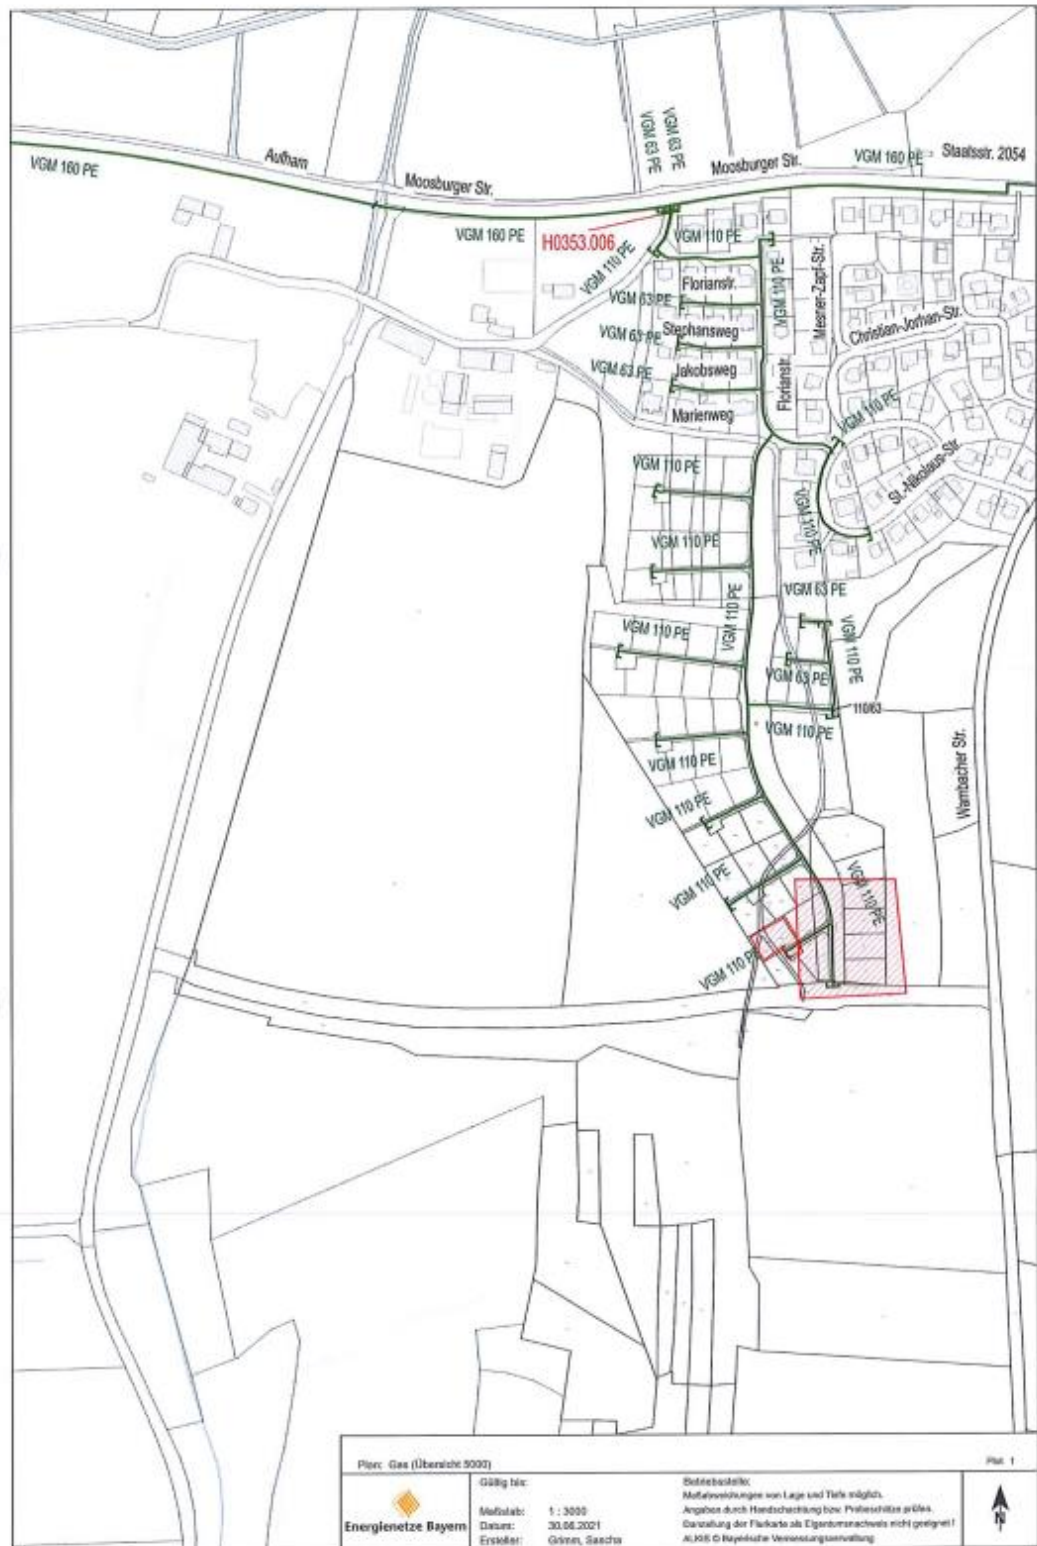 VGM 63 PE
VGM 63 PE
Aufham
Moosburger Str.
Moosburger Str.
VGM 160 PE
Staatsstr. 2054
VGM 160 PE
VGM 160 PE
H0353.006
VGM 110 PE
VGM 110 PE
VGM 110 PE
Florianstr.
VGM 63 PE
Stephansweg
VGM 63 PE
Jakobsweg
VGM 63 PE
Marienweg
Florianstr.
Mesner-Zapf-Str.
Christian-Jorhan-Str.
VGM 110 PE
St.-Nikolaus-Str
VGM 110 PE
VGM 110 PE
VGM 110 PE
VGM 63 PE
VGM 110 PE
VGM 110 PE
VGM 110 PE
VGM 63 PE
110/63
VGM 110 PE
VGM 110 PE
Wambacher Str.
VGM 110 PE
VGM 110 PE
VGM 110 PE
VGM 110 PE
Plan: Gas (Übersicht 5000)
Plot: 1
Energienetze Bayern
Gültig bis:
Maßstab: 1 : 3000
Datum: 30.06.2021
Ersteller: Grimm, Sascha
Betriebsstelle:
Maßabweichungen von Lage und Tiefe möglich.
Angaben durch Handschachtung bzw. Probeschlitze prüfen.
Darstellung der Flurkarte als Eigentumsnachweis nicht geeignet!
ALKIS © Bayerische Vermessungsverwaltung
N